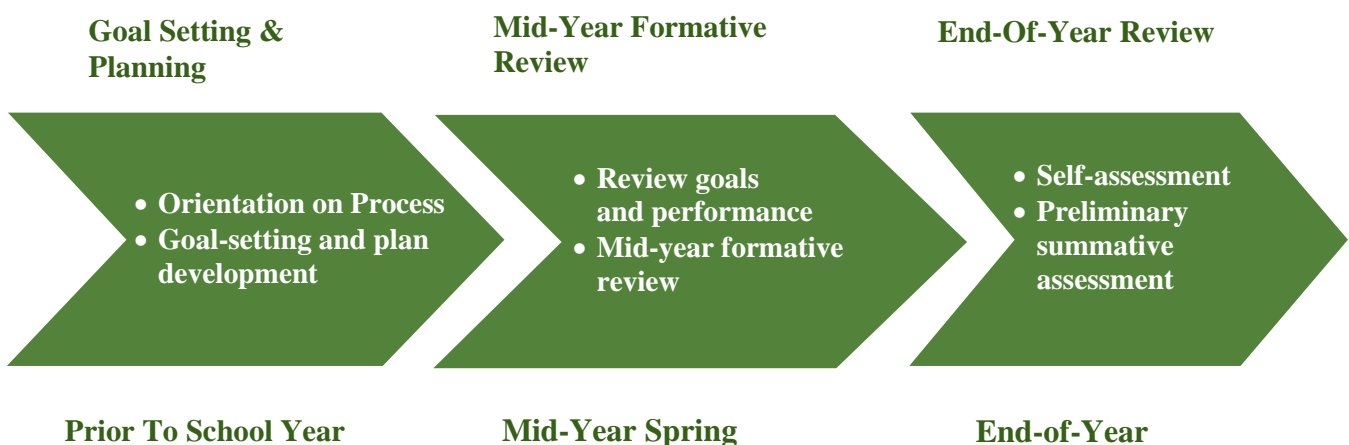 Goal Setting &
Planning
Mid-Year Formative
Review
End-Of-Year Review
• Orientation on Process
• Goal-setting and plan
development
• Review goals
and performance
• Mid-year formative
review
• Self-assessment
• Preliminary
summative
assessment
Prior To School Year
Mid-Year Spring
End-of-Year